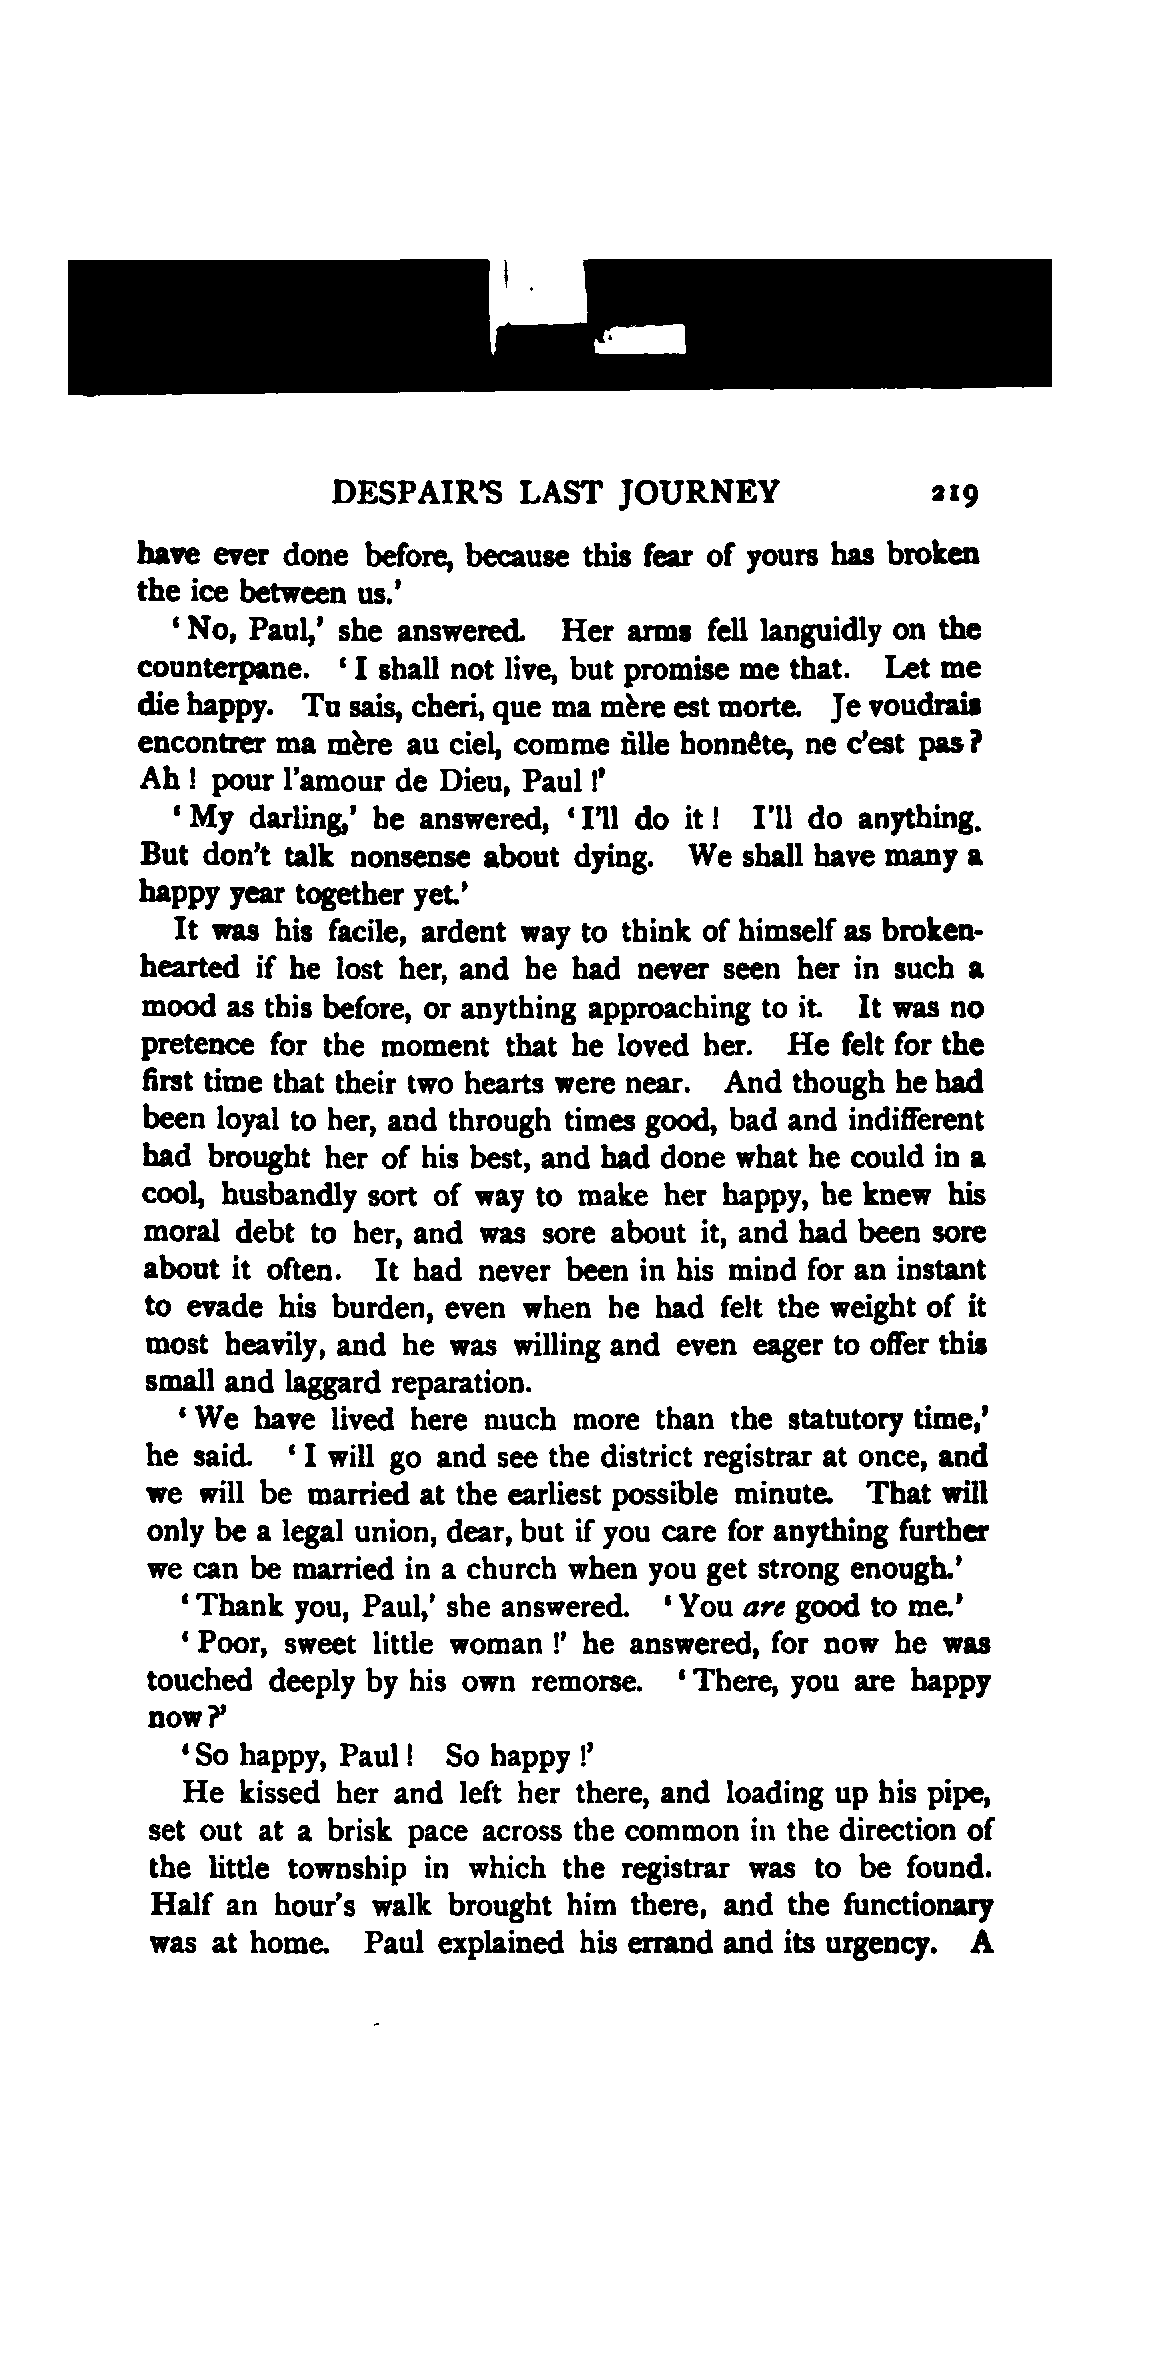 DESPAIR'S LAST JOURNEY 219
have ever done before, because this fear of yours has broken
the ice between us.'
' No, Paul,' she answered. Her arms fell languidly on the
counterpane. ' I shall not live, but promise me that. Let me
die happy. Tu sais, cheri, que ma mère est morte. Je voudrais
encontrer ma mère au ciel, comme fille honnête, ne c'est pas?
Ah ! pour l'amour de Dieu, Paul !'
' My darling,' he answered, ' I'll do it ! I'll do anything.
But don't talk nonsense about dying. We shall have many a
happy year together yet.'
It was his facile, ardent way to think of himself as broken-
hearted if he lost her, and he had never seen her in such a
mood as this before, or anything approaching to it. It was no
pretence for the moment that he loved her. He felt for the
first time that their two hearts were near. And though he had
been loyal to her, and through times good, bad and indifferent
had brought her of his best, and had done what he could in a
cool, husbandly sort of way to make her happy, he knew his
moral debt to her, and was sore about it, and had been sore
about it often. It had never been in his mind for an instant
to evade his burden, even when he had felt the weight of it
most heavily, and he was willing and even eager to offer this
small and laggard reparation.
' We have lived here much more than the statutory time,'
he said. ' I will go and see the district registrar at once, and
we will be married at the earliest possible minute. That will
only be a legal union, dear, but if you care for anything further
we can be married in a church when you get strong enough.'
' Thank you, Paul,' she answered. ' You are good to me.'
' Poor, sweet little woman !' he answered, for now he was
touched deeply by his own remorse. ' There, you are happy
now ?'
' So happy, Paul ! So happy !'
He kissed her and left her there, and loading up his pipe,
set out at a brisk pace across the common in the direction of
the little township in which the registrar was to be found.
Half an hour's walk brought him there, and the functionary
was at home. Paul explained his errand and its urgency. A